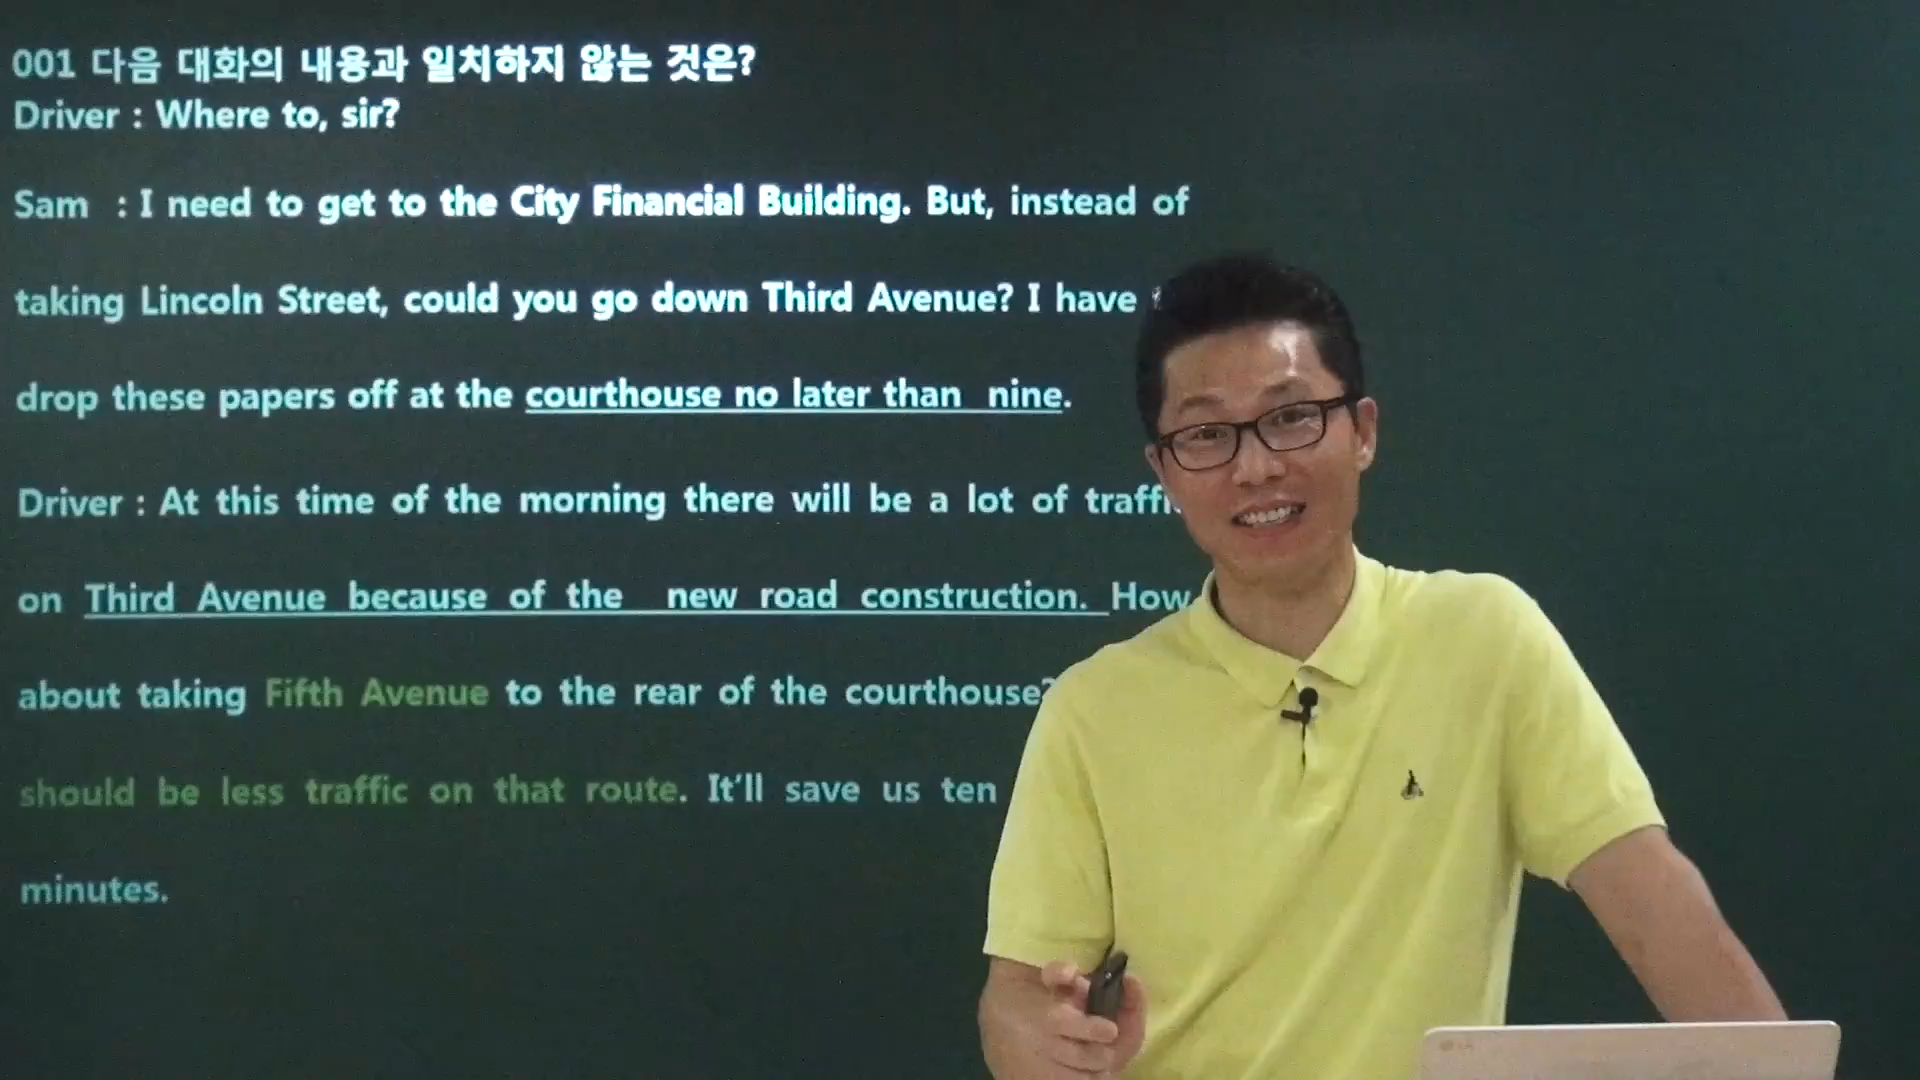 001 다음 대화의 내용과 일치하지 않는 것은?
Driver : Where to, sir?
Sam : I need to get to the City Financial Building. But, instead of
taking Lincoln Street, could you go down Third Avenue? I have
drop these papers off at the courthouse no later than nine.
Driver : At this time of the morning there will be a lot of
on Third Avenue because of the new road construction. How
about taking Fifth Avenue to the rear of the courthouse?
should be less traffic on that route. It'll save us ten
minutes.